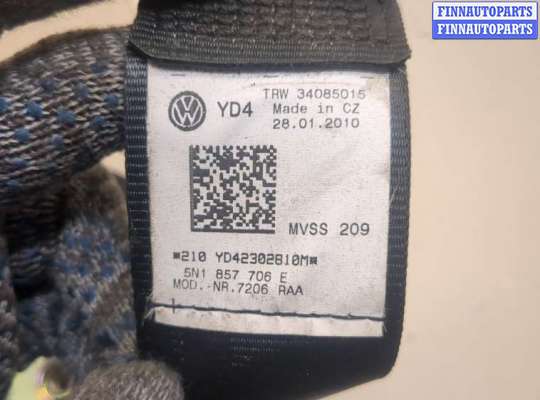 FINNAUTOPARTS
FINNAUTOPARTS
TRW 34085015
YD4 Made in CZ
28.01.2010
MVSS 209
*210 YD42302810M*
5N1 857 706 E
MOD.-NR.7206 RAA